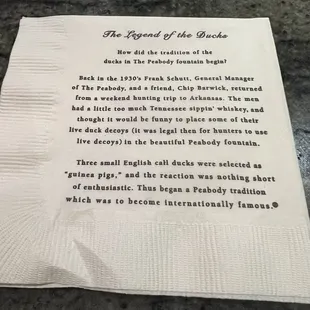 The Legend of the Ducks
How did the tradition of the
ducks in The Peabody fountain begin?
Back in the 1930's Frank Schutt, General Manager
of The Peabody, and a friend, Chip Barwick, returned
from a weekend hunting trip to Arkansas. The men
had a little too much Tennessee sippin' whiskey, and
thought it would be funny to place some of their
live duck decoys (it was legal then for hunters to use
live decoys) in the beautiful Peabody fountain.
Three small English call ducks were selected as
"guinea pigs," and the reaction was nothing short
of enthusiastic. Thus began a Peabody tradition
which was to become internationally famous.®